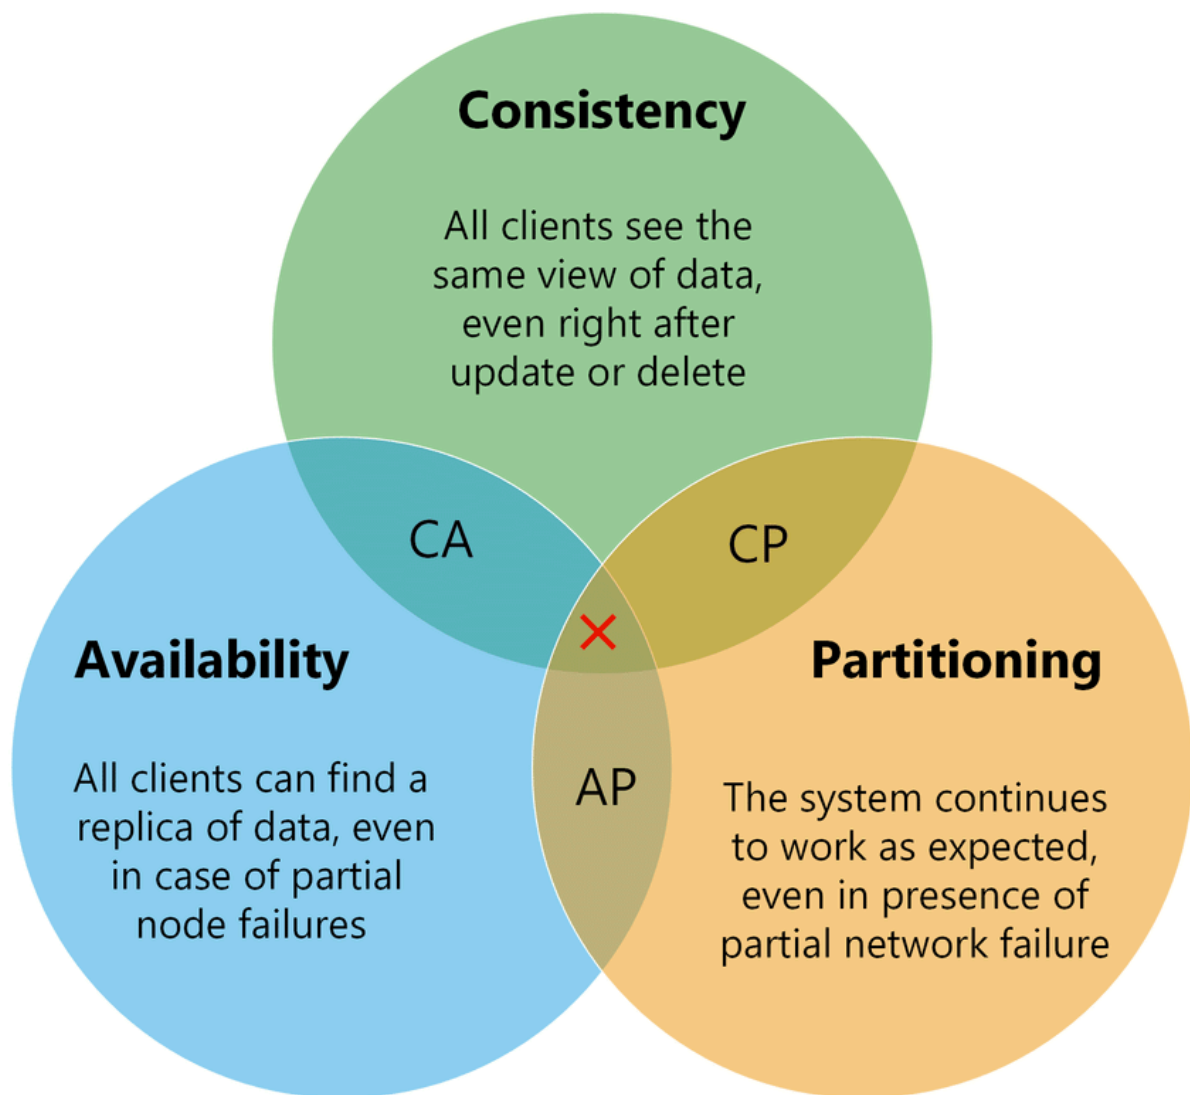 Consistency
All clients see the
same view of data,
even right after
update or delete
CA
CP
Availability
All clients can find a
replica of data, even
in case of partial
node failures
AP
Partitioning
The system continues
to work as expected,
even in presence of
partial network failure